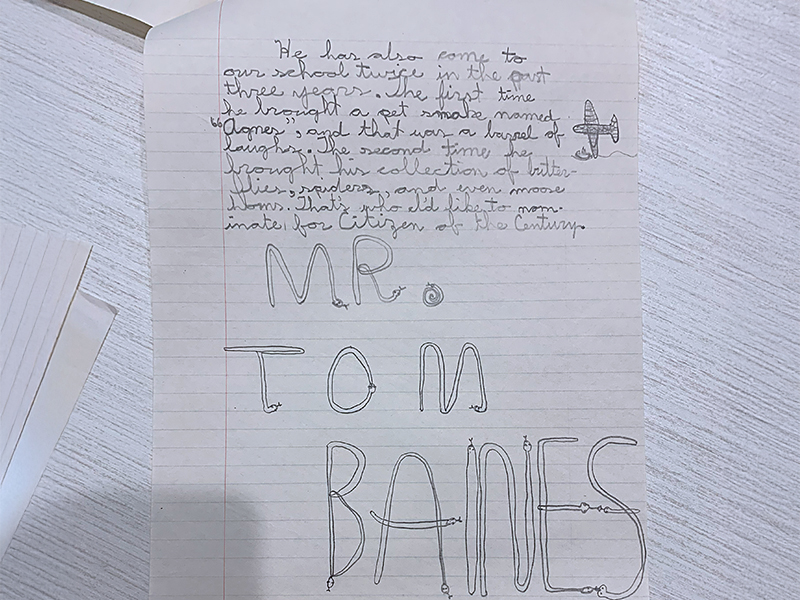 He has also come to
our school twice in the past
three years. The first time
he brought a pet snake named
"Agnes", and that was a barrel of
laughs. The second time he
brought his collection of butter-
flies, spiders, and even moose
horns. That's who I'd like to nom-
inate for Citizen of the Century.
MR.
TOM
BAINES